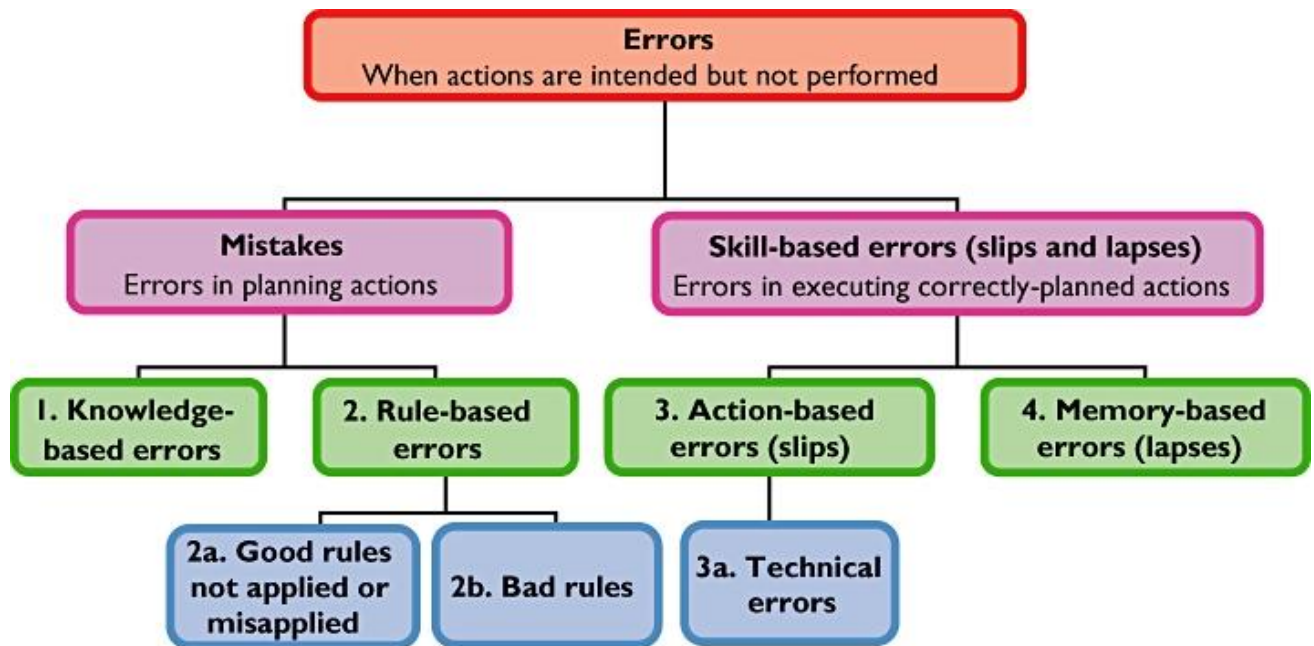 Errors
When actions are intended but not performed
Mistakes
Errors in planning actions
Skill-based errors (slips and lapses)
Errors in executing correctly-planned actions
1. Knowledge-
based errors
2. Rule-based
errors
3. Action-based
errors (slips)
4. Memory-based
errors (lapses)
2a. Good rules
not applied or
misapplied
2b. Bad rules
3a. Technical
errors